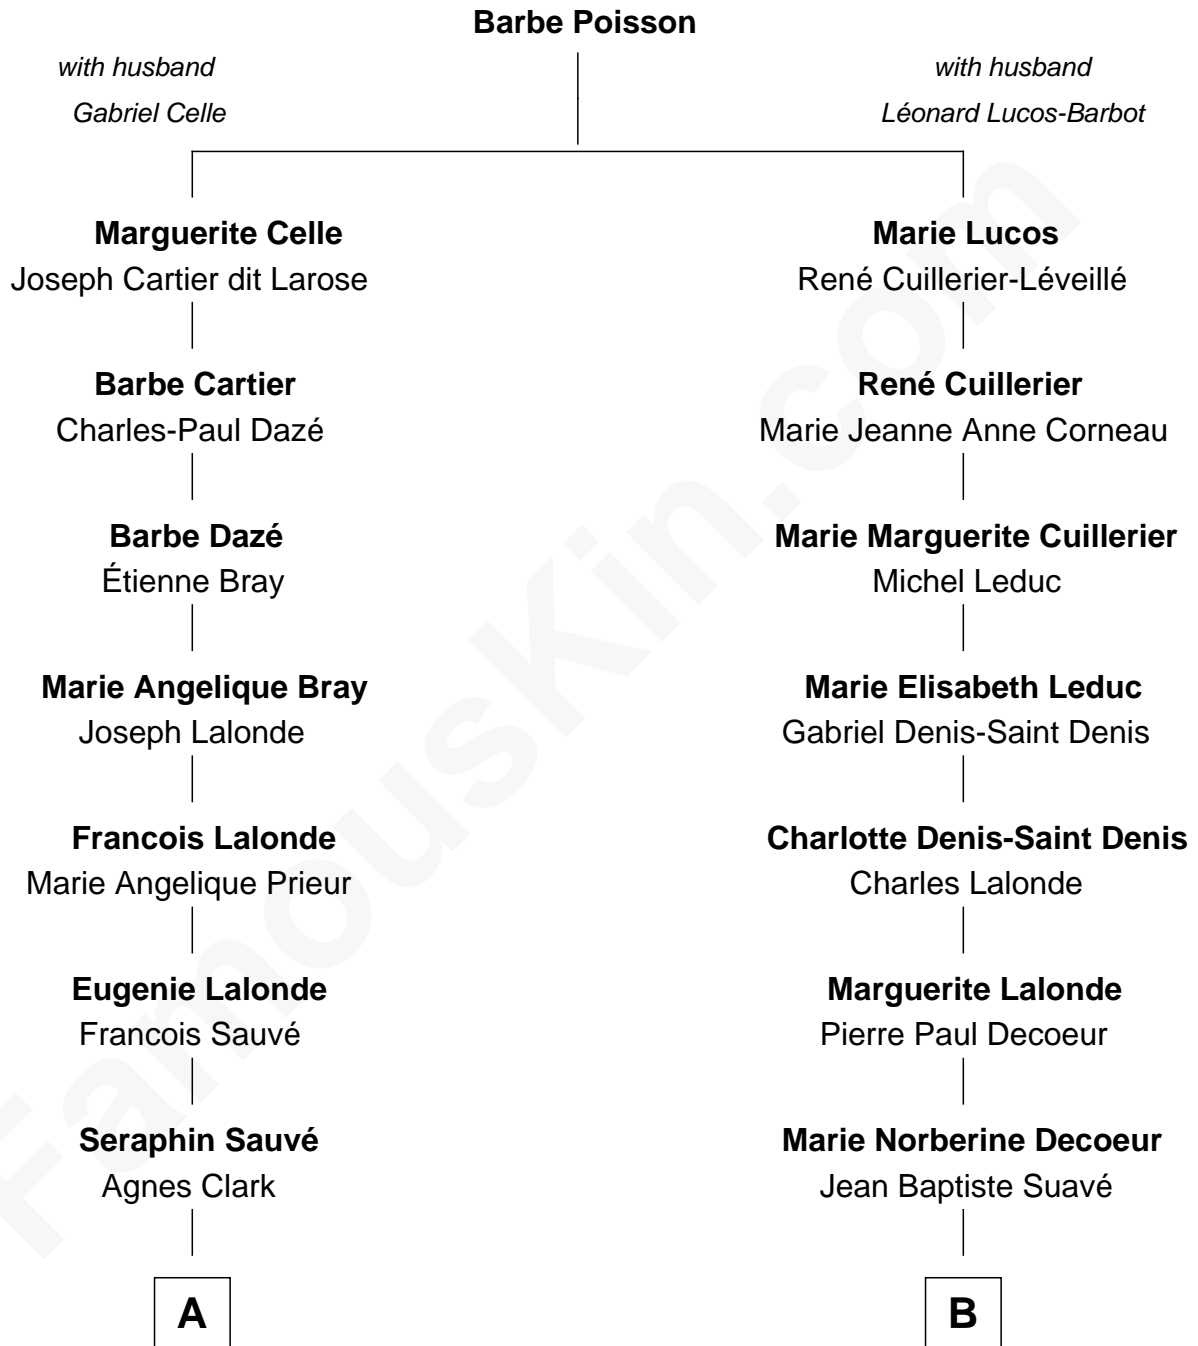 Barbe Poisson
with husband
Gabriel Celle
with husband
Léonard Lucos-Barbot
Marguerite Celle
Joseph Cartier dit Larose
Marie Lucos
René Cuillerier-Léveillé
Barbe Cartier
Charles-Paul Dazé
René Cuillerier
Marie Jeanne Anne Corneau
Barbe Dazé
Étienne Bray
Marie Marguerite Cuillerier
Michel Leduc
Marie Angelique Bray
Joseph Lalonde
Marie Elisabeth Leduc
Gabriel Denis-Saint Denis
Francois Lalonde
Marie Angelique Prieur
Charlotte Denis-Saint Denis
Charles Lalonde
Eugenie Lalonde
Francois Sauvé
Marguerite Lalonde
Pierre Paul Decoeur
Seraphin Sauvé
Agnes Clark
Marie Norberine Decoeur
Jean Baptiste Suavé
A
B
FamousKin.com